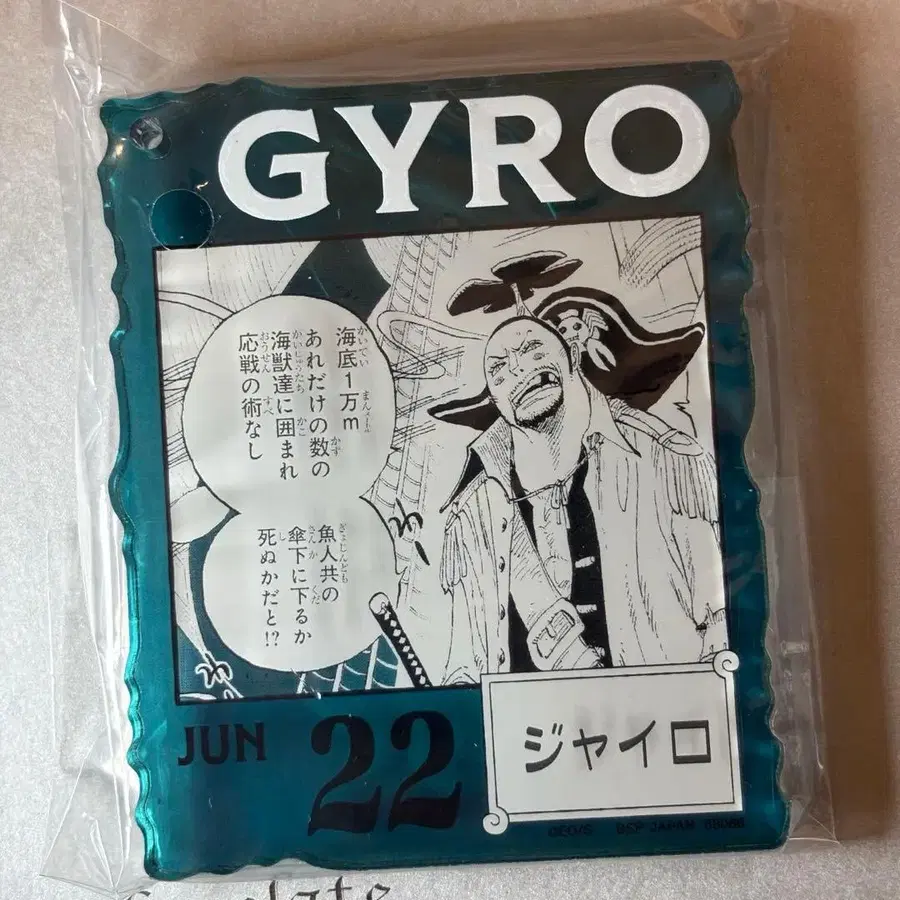 GYRO
海底1万m
あれだけの数の
海獣達に囲まれ
応戦の術なし
魚人共の
傘下に下るか
死ぬかだと!?
JUN 22
ジャイロ
JAPAN